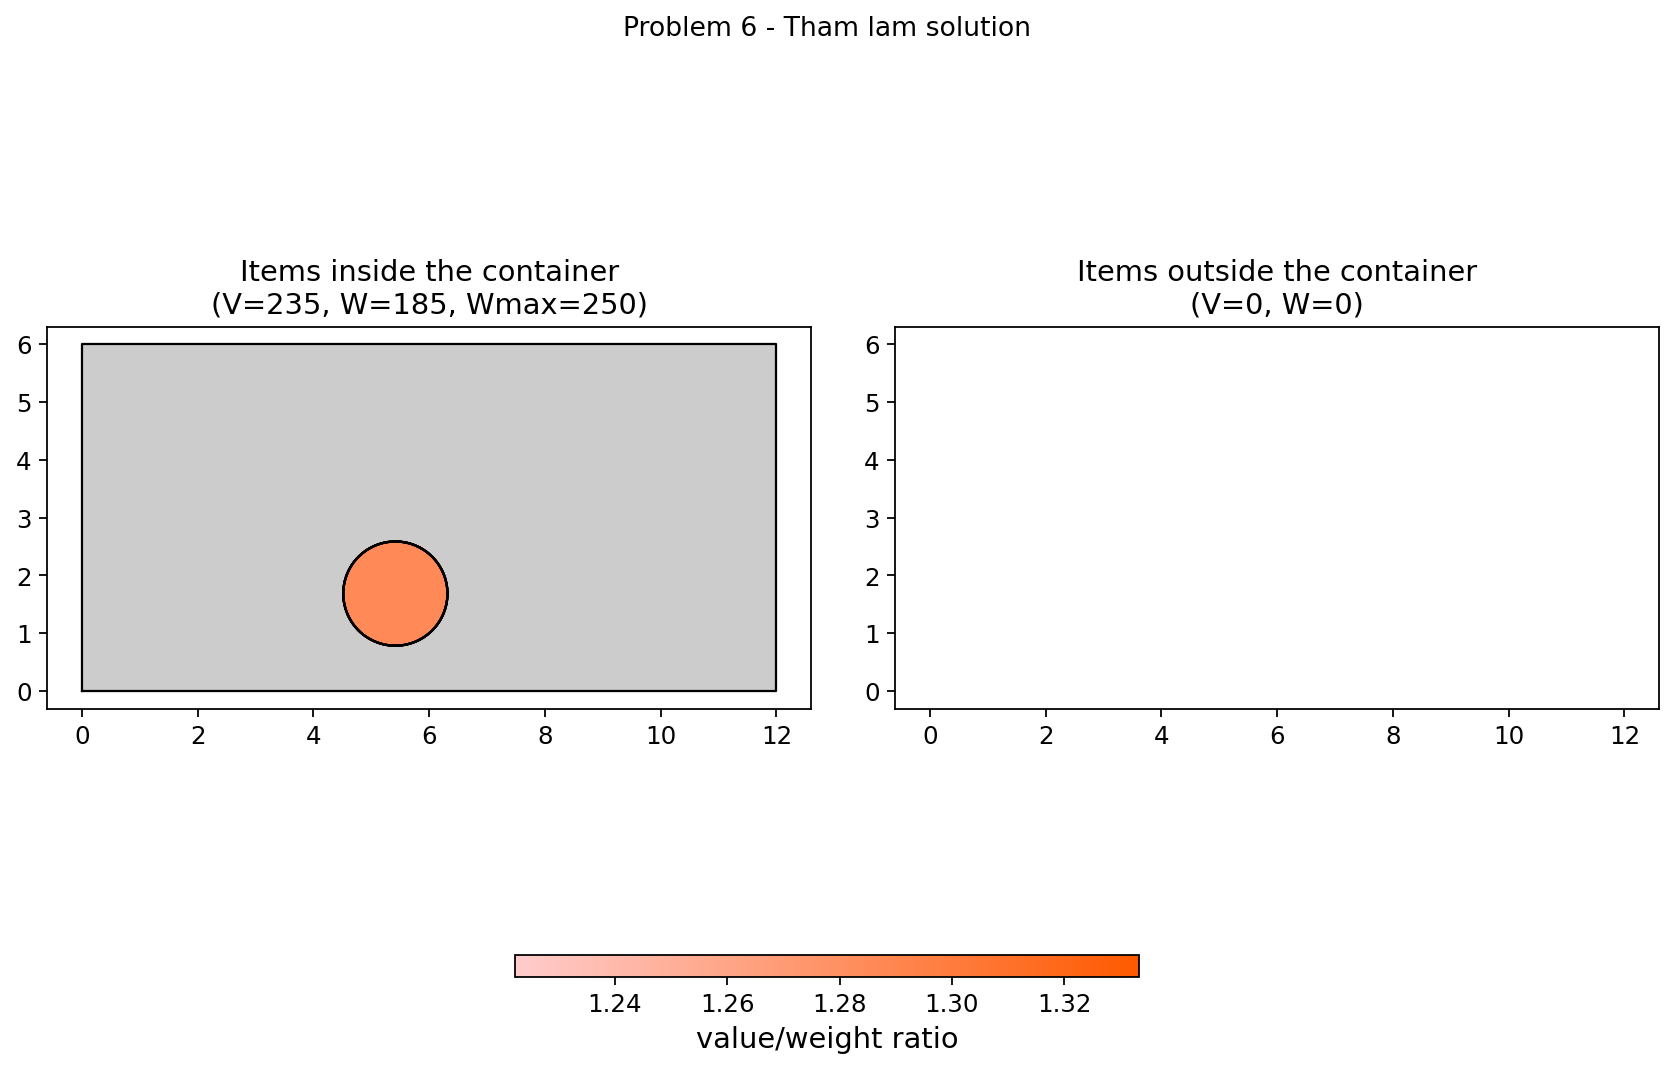 Problem 6 - Tham lam solution
Items inside the container
(V=235, W=185, Wmax=250)
6
5
4
3
2
1
0
0 2 4 6 8 10 12
Items outside the container
(V=0, W=0)
6
5
4
3
2
1
0
0 2 4 6 8 10 12
1.24 1.26 1.28 1.30 1.32
value/weight ratio